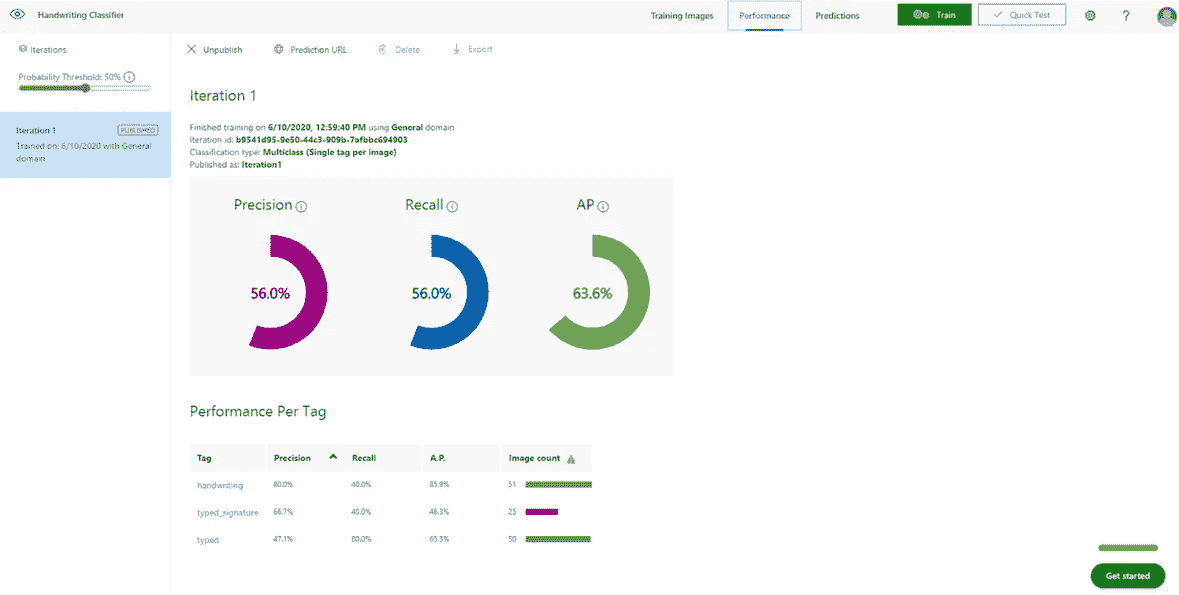 Handwriting Classifier
Training Images Performance Predictions Train Quick Test ?
Iterations
Unpublish Prediction URL Delete Export
Probability Threshold: 50%
Iteration 1
Finished training on 6/10/2020, 12:59:40 PM using General domain
Iteration id: b9541d95-9e50-44c3-909b-7afbbc694903
Classification type: Multiclass (Single tag per image)
Published as: Iteration1
Iteration 1 PUBLISHED
Trained on: 6/10/2020 with General
domain
Precision Recall AP
56.0% 56.0% 63.6%
Performance Per Tag
Tag Precision Recall A.P. Image count
handwriting 80.0% 40.0% 85.9% 51
typed_signature 66.7% 40.0% 46.3% 25
typed 47.1% 80.0% 65.3% 50
Get started